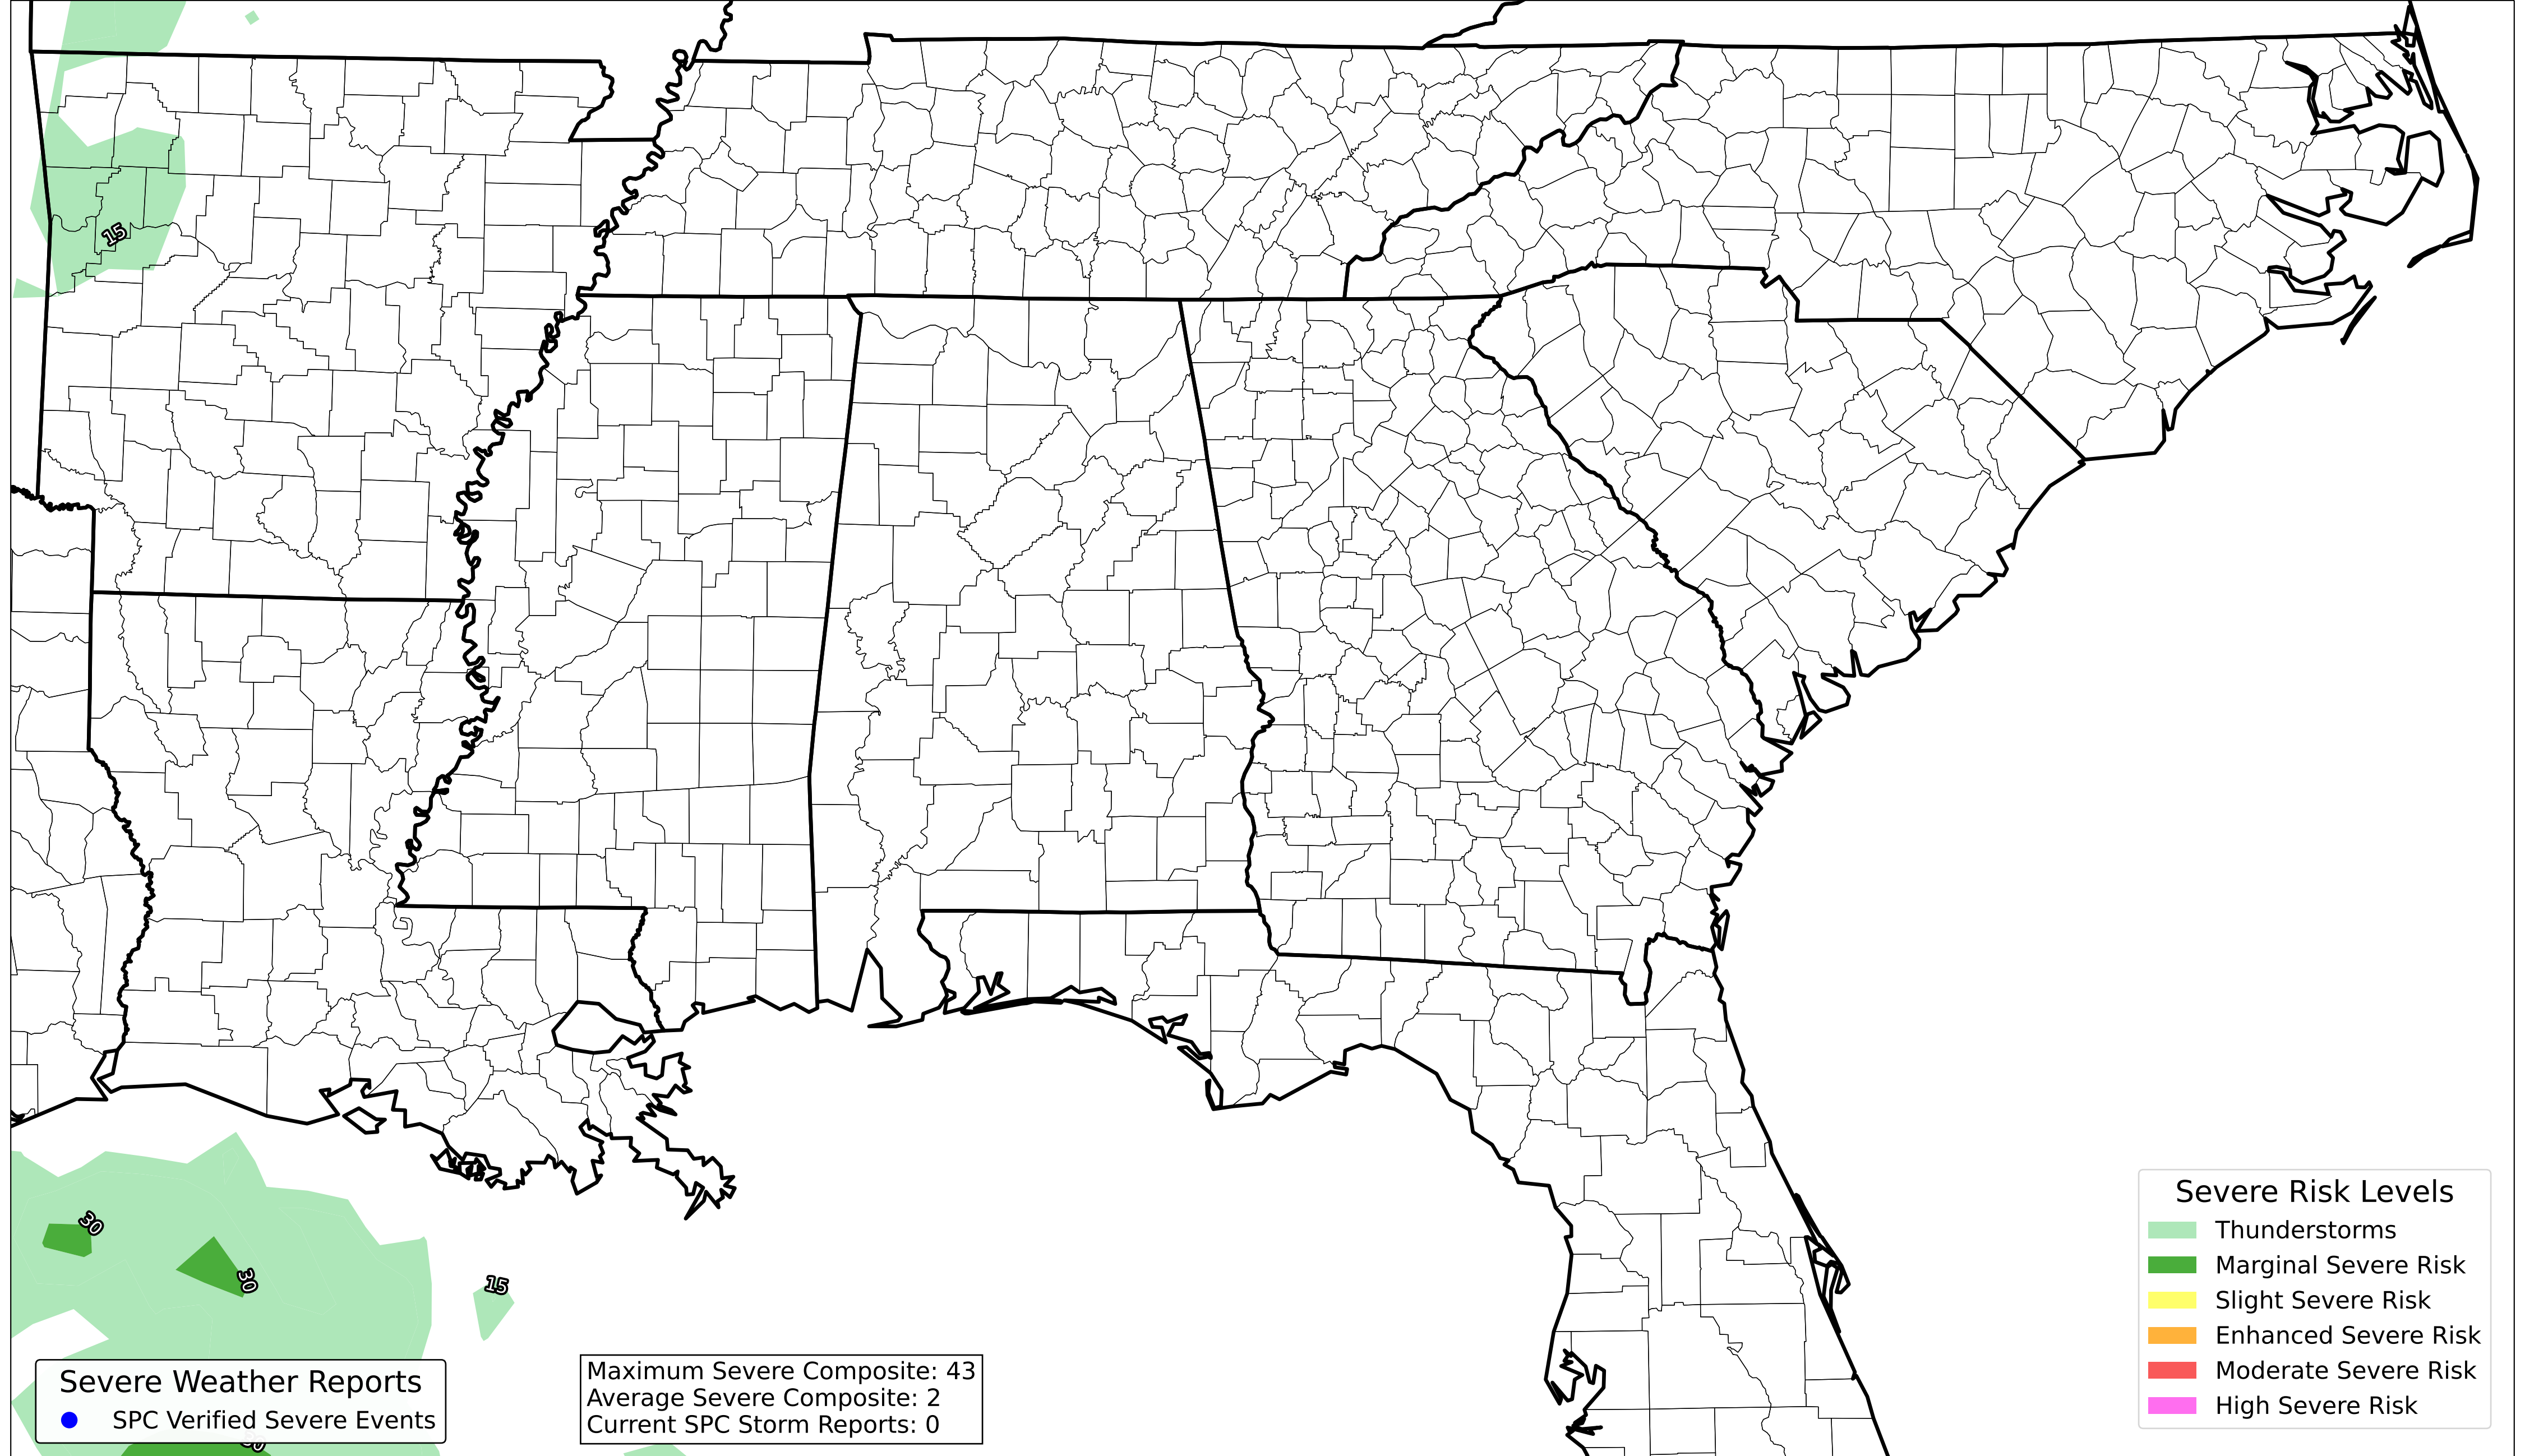 15
30
30
15
30
Severe Weather Reports
SPC Verified Severe Events
Maximum Severe Composite: 43
Average Severe Composite: 2
Current SPC Storm Reports: 0
Severe Risk Levels
Thunderstorms
Marginal Severe Risk
Slight Severe Risk
Enhanced Severe Risk
Moderate Severe Risk
High Severe Risk